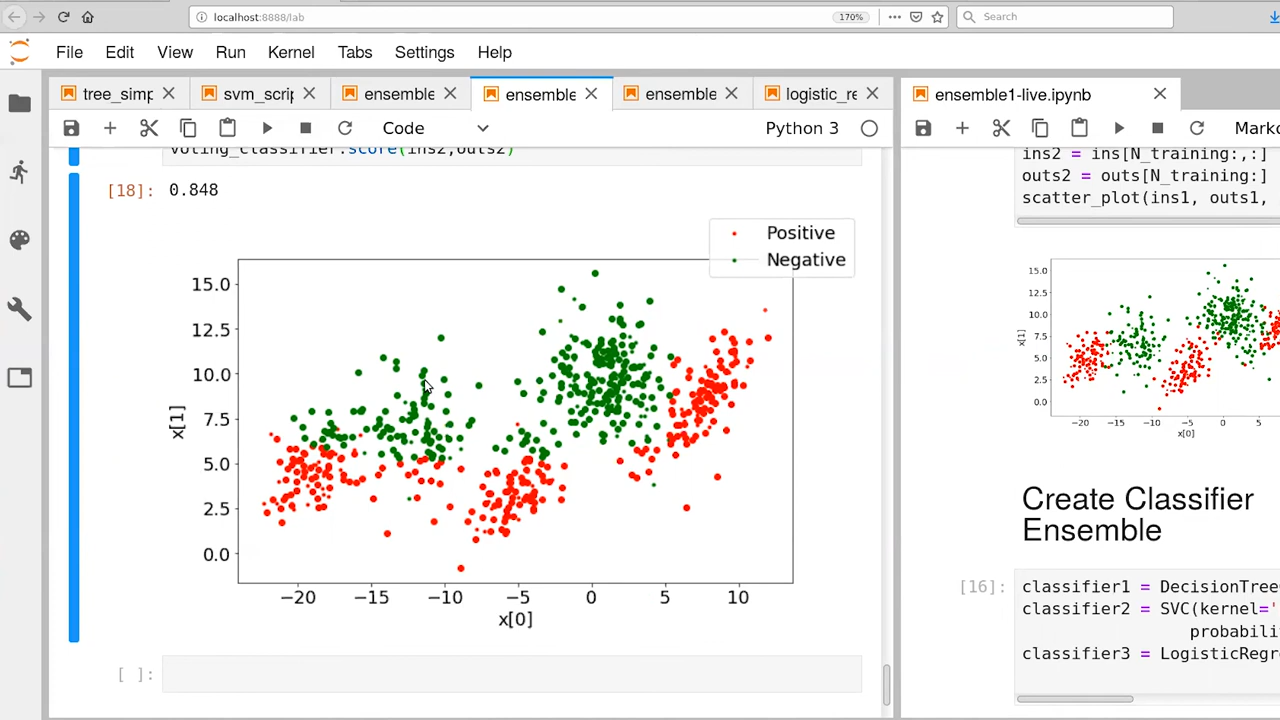 localhost:8888/lab
170%
Search
File Edit View Run Kernel Tabs Settings Help
tree_simp
svm_scrip
ensemble
ensemble
ensemble
logistic_re
ensemble1-live.ipynb
Code
Python 3
Marko
voting_classifier.score(ins2,outs2)
[18]: 0.848
Positive
Negative
15.0
12.5
10.0
7.5
5.0
2.5
0.0
x[1]
−20 −15 −10 −5 0 5 10
x[0]
[ ]:
ins2 = ins[N_training:,:]
outs2 = outs[N_training:]
scatter_plot(ins1, outs1,
15.0
12.5
10.0
7.5
5.0
2.5
0.0
x[1]
−20 −15 −10 −5 0 5
x[0]
Create Classifier
Ensemble
[16]:
classifier1 = DecisionTree
classifier2 = SVC(kernel='
probabili
classifier3 = LogisticRegr